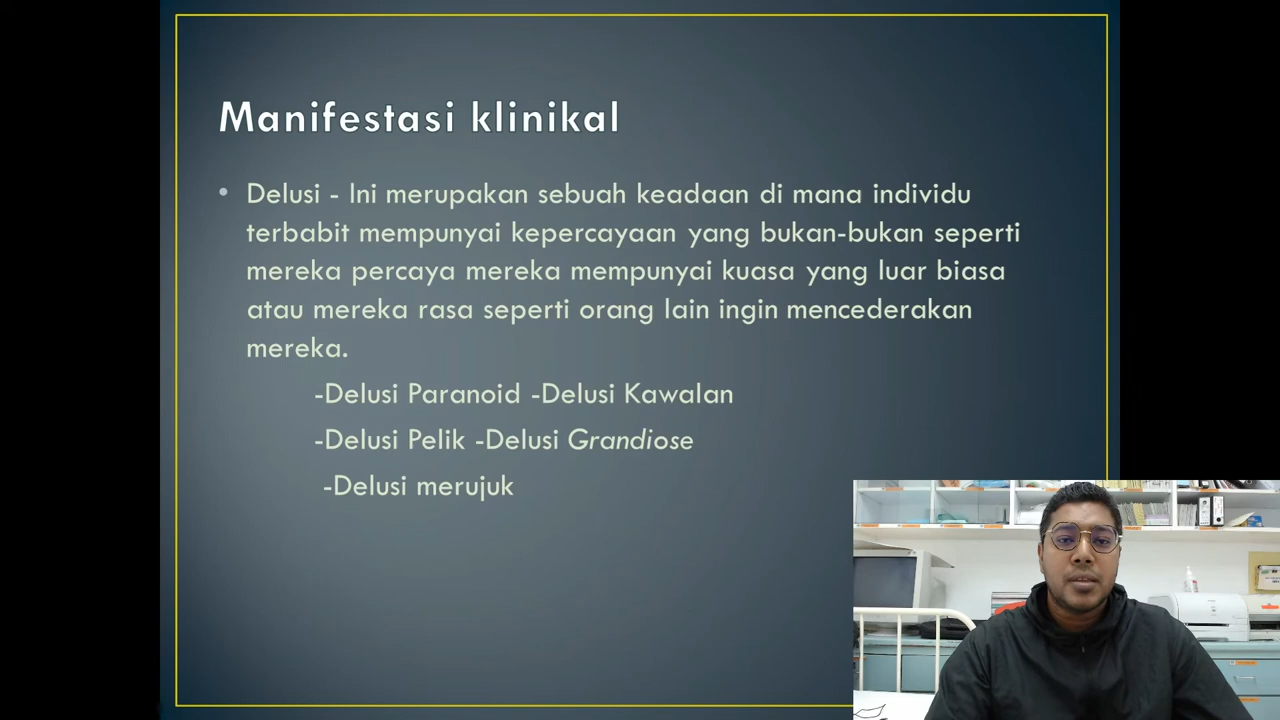 Manifestasi klinikal
• Delusi - Ini merupakan sebuah keadaan di mana individu
terbabit mempunyai kepercayaan yang bukan-bukan seperti
mereka percaya mereka mempunyai kuasa yang luar biasa
atau mereka rasa seperti orang lain ingin mencederakan
mereka.
-Delusi Paranoid -Delusi Kawalan
-Delusi Pelik -Delusi Grandiose
-Delusi merujuk